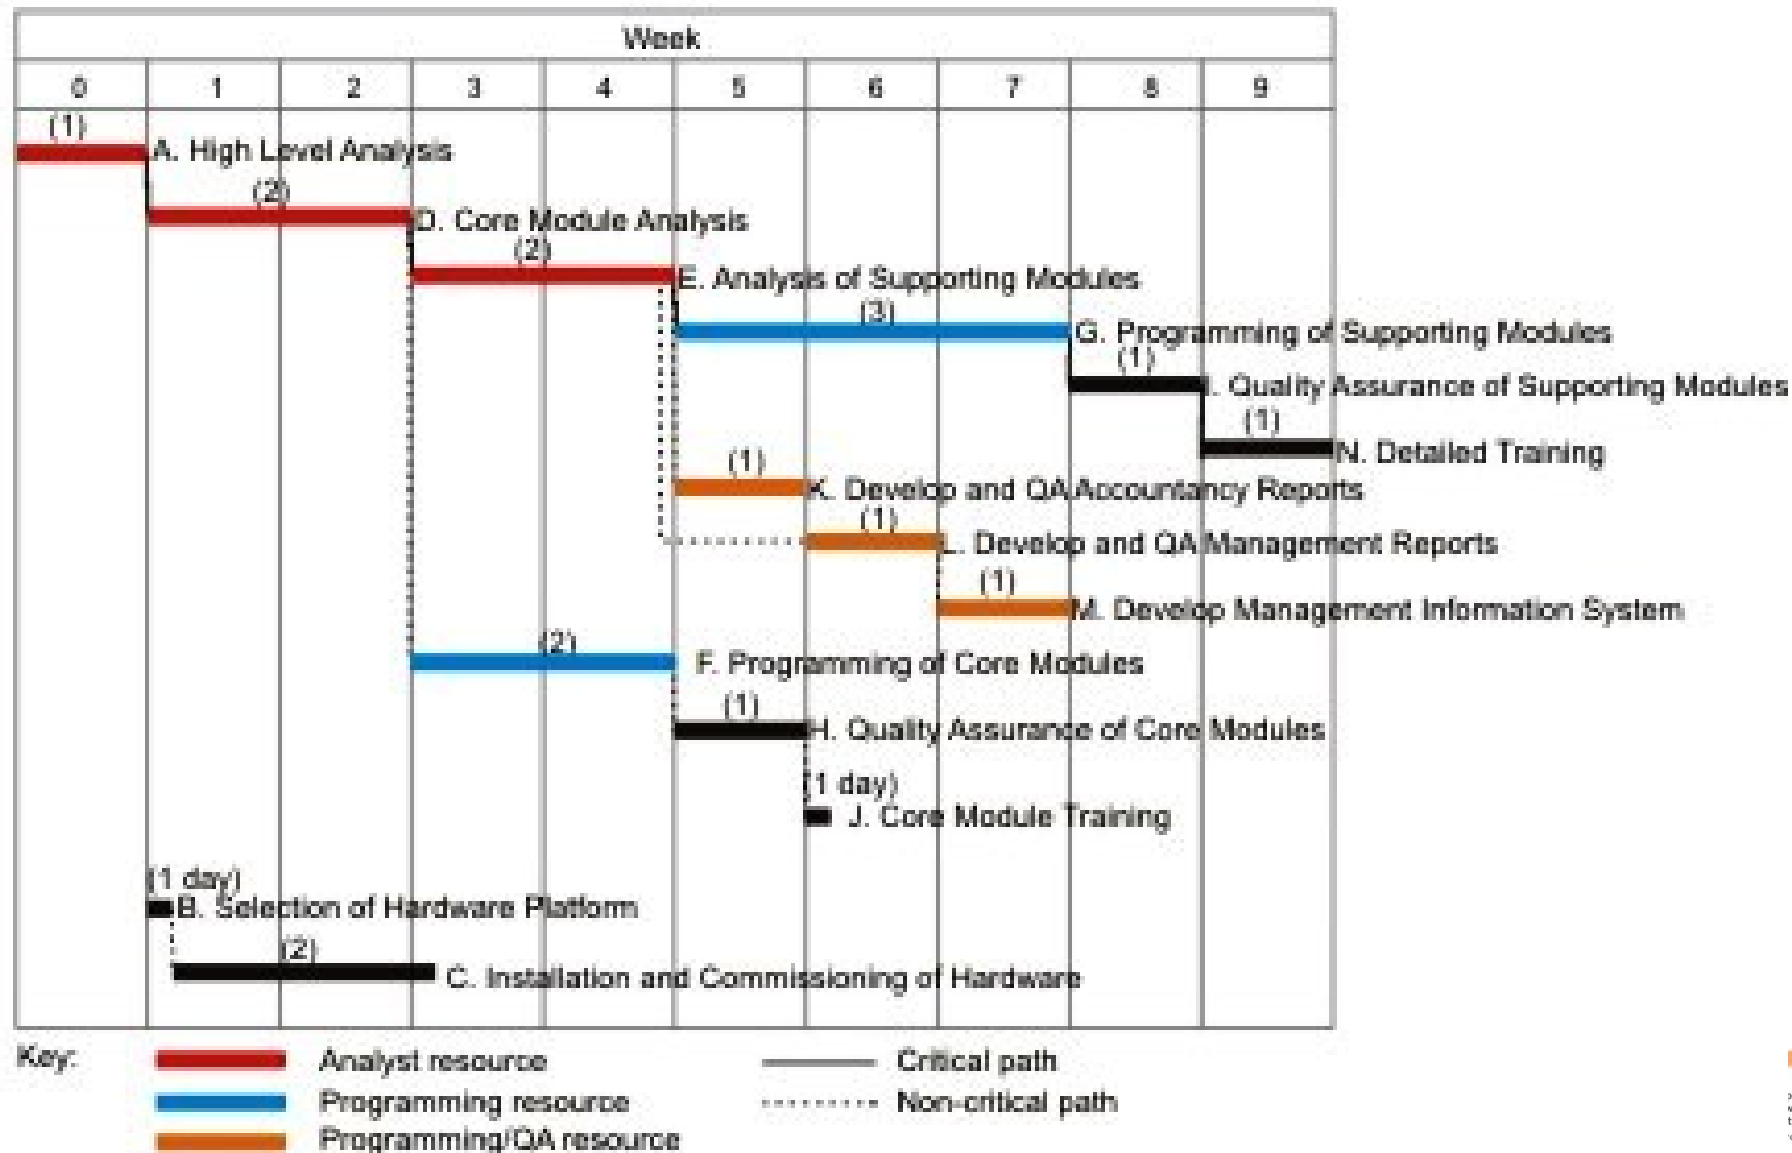 Week
0 1 2 3 4 5 6 7 8 9
(1)
A. High Level Analysis
(2)
D. Core Module Analysis
(2)
E. Analysis of Supporting Modules
(3)
G. Programming of Supporting Modules
(1)
I. Quality Assurance of Supporting Modules
(1)
N. Detailed Training
(1)
K. Develop and QA Accountancy Reports
(1)
L. Develop and QA Management Reports
(1)
M. Develop Management Information System
(2)
F. Programming of Core Modules
(1)
H. Quality Assurance of Core Modules
(1 day)
J. Core Module Training
(1 day)
B. Selection of Hardware Platform
(2)
C. Installation and Commissioning of Hardware
Key:
Analyst resource
Critical path
Programming resource
Non-critical path
Programming/QA resource